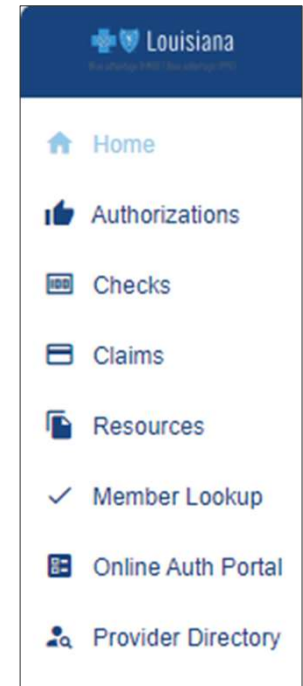 Louisiana
Home
Authorizations
Checks
Claims
Resources
Member Lookup
Online Auth Portal
Provider Directory